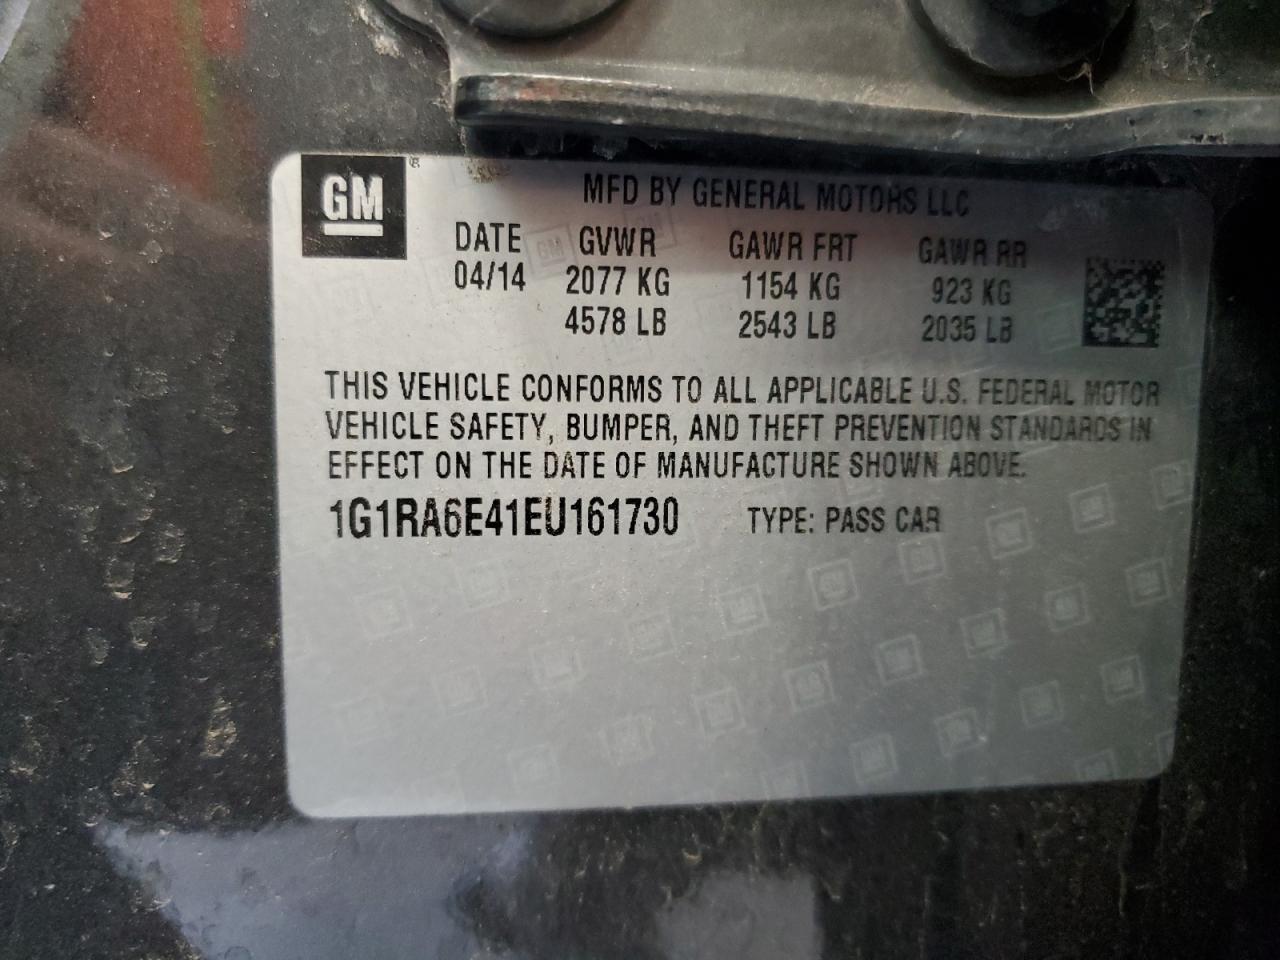 GM ®
MFD BY GENERAL MOTORS LLC
DATE GVWR GAWR FRT GAWR RR
04/14 2077 KG 1154 KG 923 KG
4578 LB 2543 LB 2035 LB
THIS VEHICLE CONFORMS TO ALL APPLICABLE U.S. FEDERAL MOTOR
VEHICLE SAFETY, BUMPER, AND THEFT PREVENTION STANDARDS IN
EFFECT ON THE DATE OF MANUFACTURE SHOWN ABOVE.
1G1RA6E41EU161730 TYPE: PASS CAR